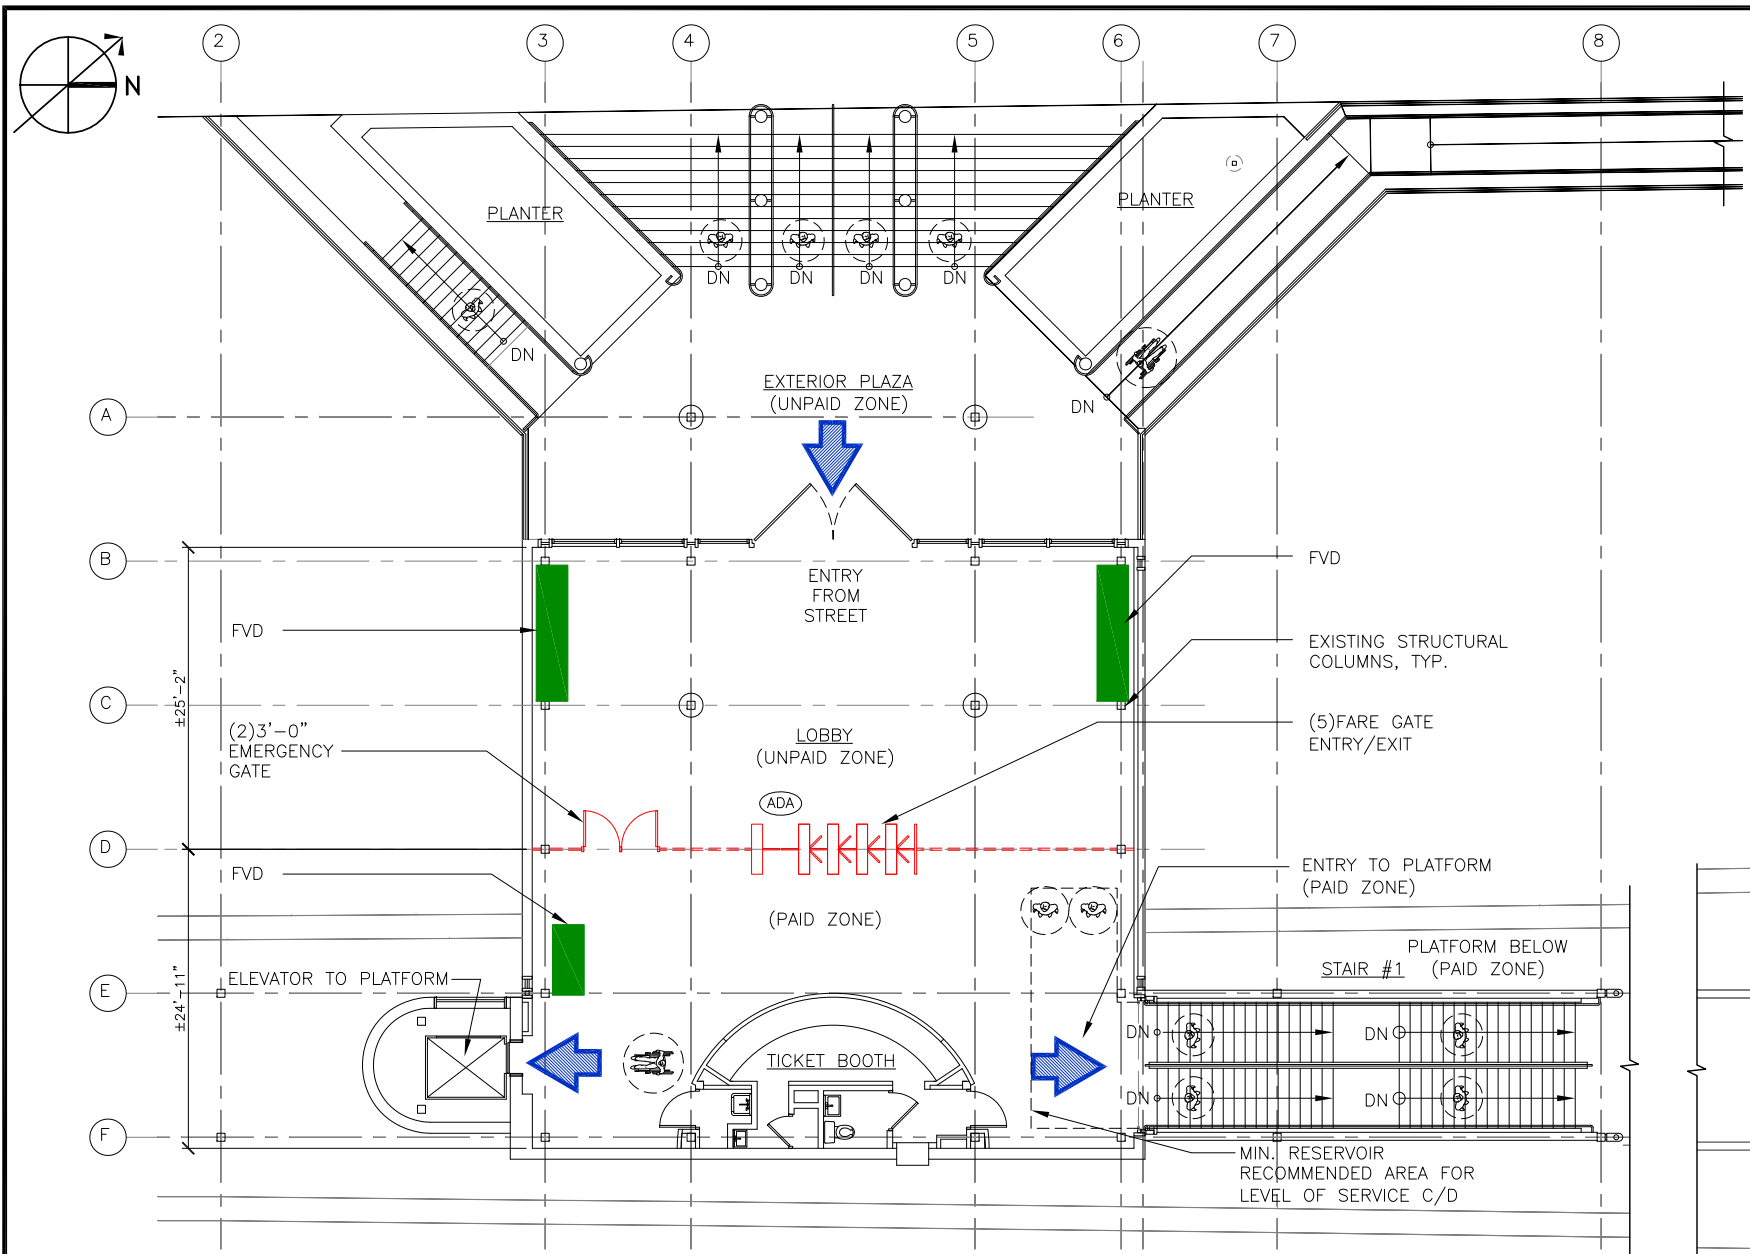 2
3
4
5
6
7
8
N
PLANTER
PLANTER
DN
DN
DN
DN
DN
DN
EXTERIOR PLAZA
(UNPAID ZONE)
A
B
ENTRY
FROM
STREET
FVD
FVD
EXISTING STRUCTURAL
COLUMNS, TYP.
±25'-2"
C
(2)3'-0"
EMERGENCY
GATE
LOBBY
(UNPAID ZONE)
(5)FARE GATE
ENTRY/EXIT
ADA
D
FVD
ENTRY TO PLATFORM
(PAID ZONE)
(PAID ZONE)
PLATFORM BELOW
(PAID ZONE)
STAIR #1
ELEVATOR TO PLATFORM
E
±24'-11"
TICKET BOOTH
DN
DN
DN
DN
F
MIN. RESERVOIR
RECOMMENDED AREA FOR
LEVEL OF SERVICE C/D